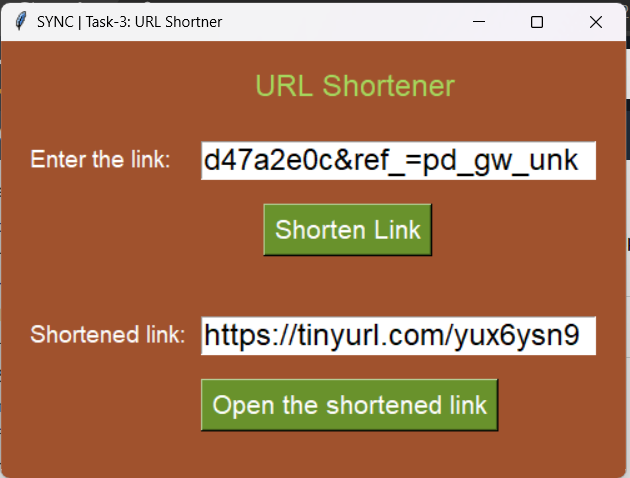 SYNC | Task-3: URL Shortner
URL Shortener
Enter the link: d47a2e0c&ref_=pd_gw_unk
Shorten Link
Shortened link: https://tinyurl.com/yux6ysn9
Open the shortened link